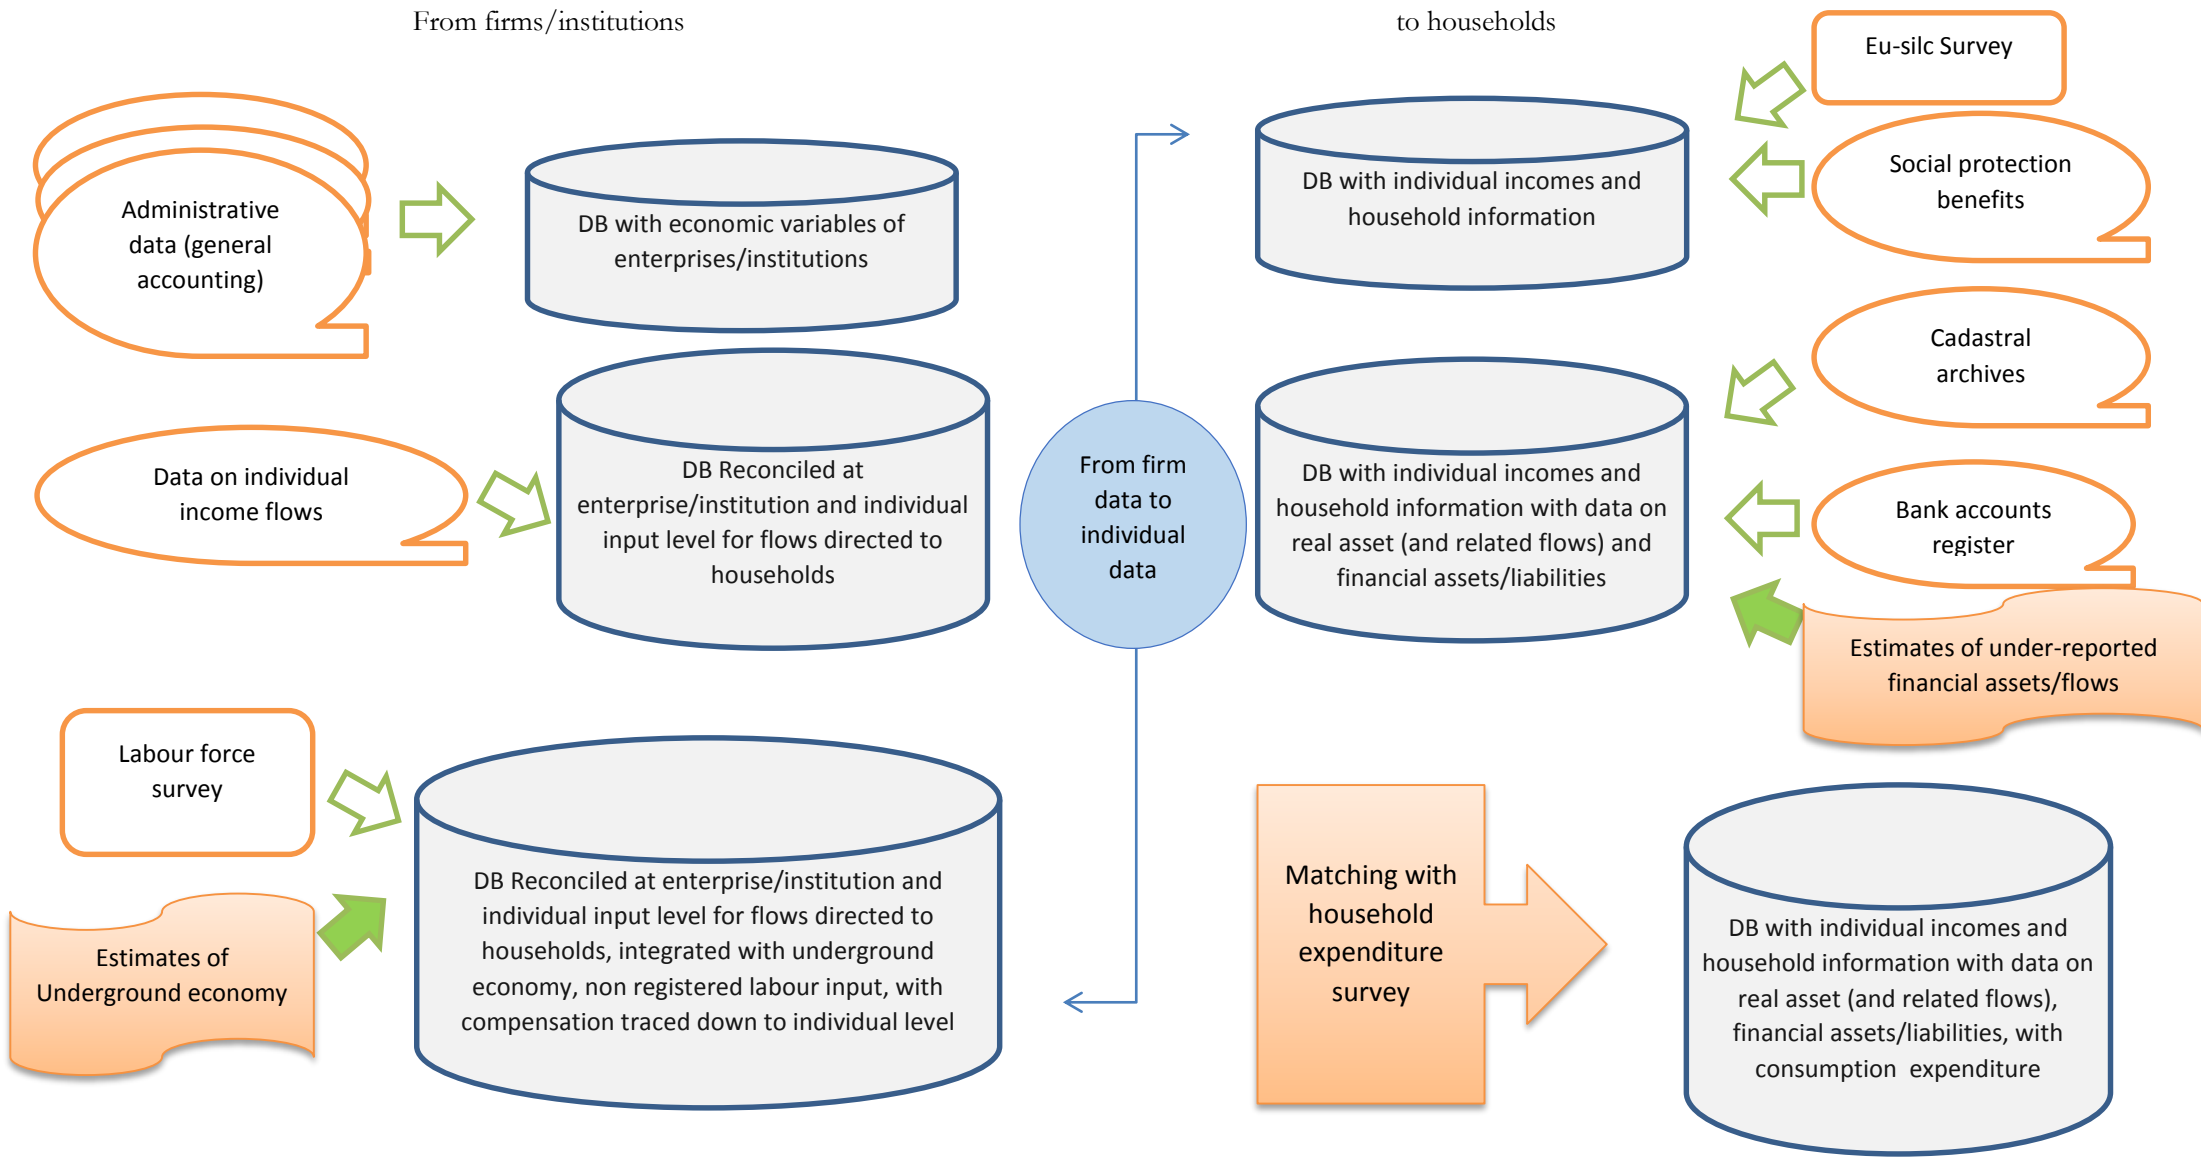 From firms/institutions
to households
Administrative
data (general
accounting)
DB with economic variables of
enterprises/institutions
Data on individual
income flows
DB Reconciled at
enterprise/institution and individual
input level for flows directed to
households
Labour force
survey
Estimates of
Underground economy
DB Reconciled at enterprise/institution and
individual input level for flows directed to
households, integrated with underground
economy, non registered labour input, with
compensation traced down to individual level
From firm
data to
individual
data
Eu-silc Survey
Social protection
benefits
DB with individual incomes and
household information
Cadastral
archives
Bank accounts
register
DB with individual incomes and
household information with data on
real asset (and related flows) and
financial assets/liabilities
Estimates of under-reported
financial assets/flows
Matching with
household
expenditure
survey
DB with individual incomes and
household information with data on
real asset (and related flows),
financial assets/liabilities, with
consumption  expenditure